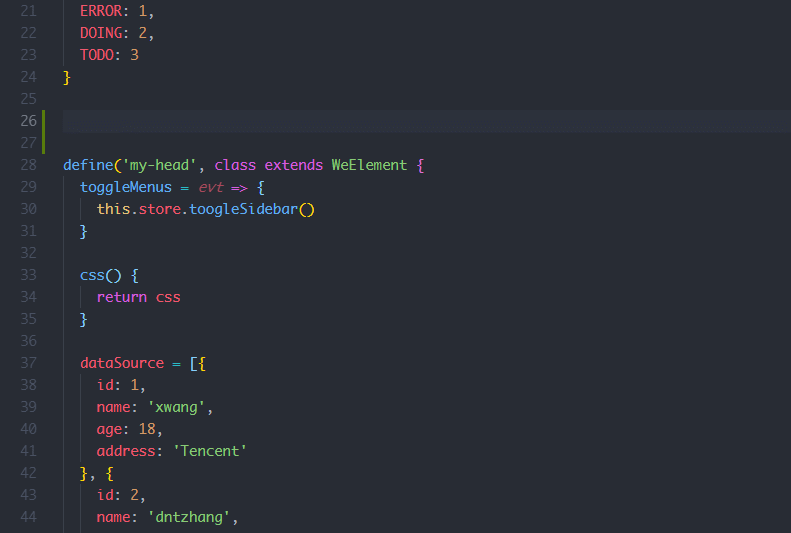 21 ERROR: 1,
22 DOING: 2,
23 TODO: 3
24 }
25
26
27
28 define('my-head', class extends WeElement {
29 toggleMenus = evt => {
30 this.store.toogleSidebar()
31 }
32
33 css() {
34 return css
35 }
36
37 dataSource = [{
38 id: 1,
39 name: 'xwang',
40 age: 18,
41 address: 'Tencent'
42 }, {
43 id: 2,
44 name: 'dntzhang',